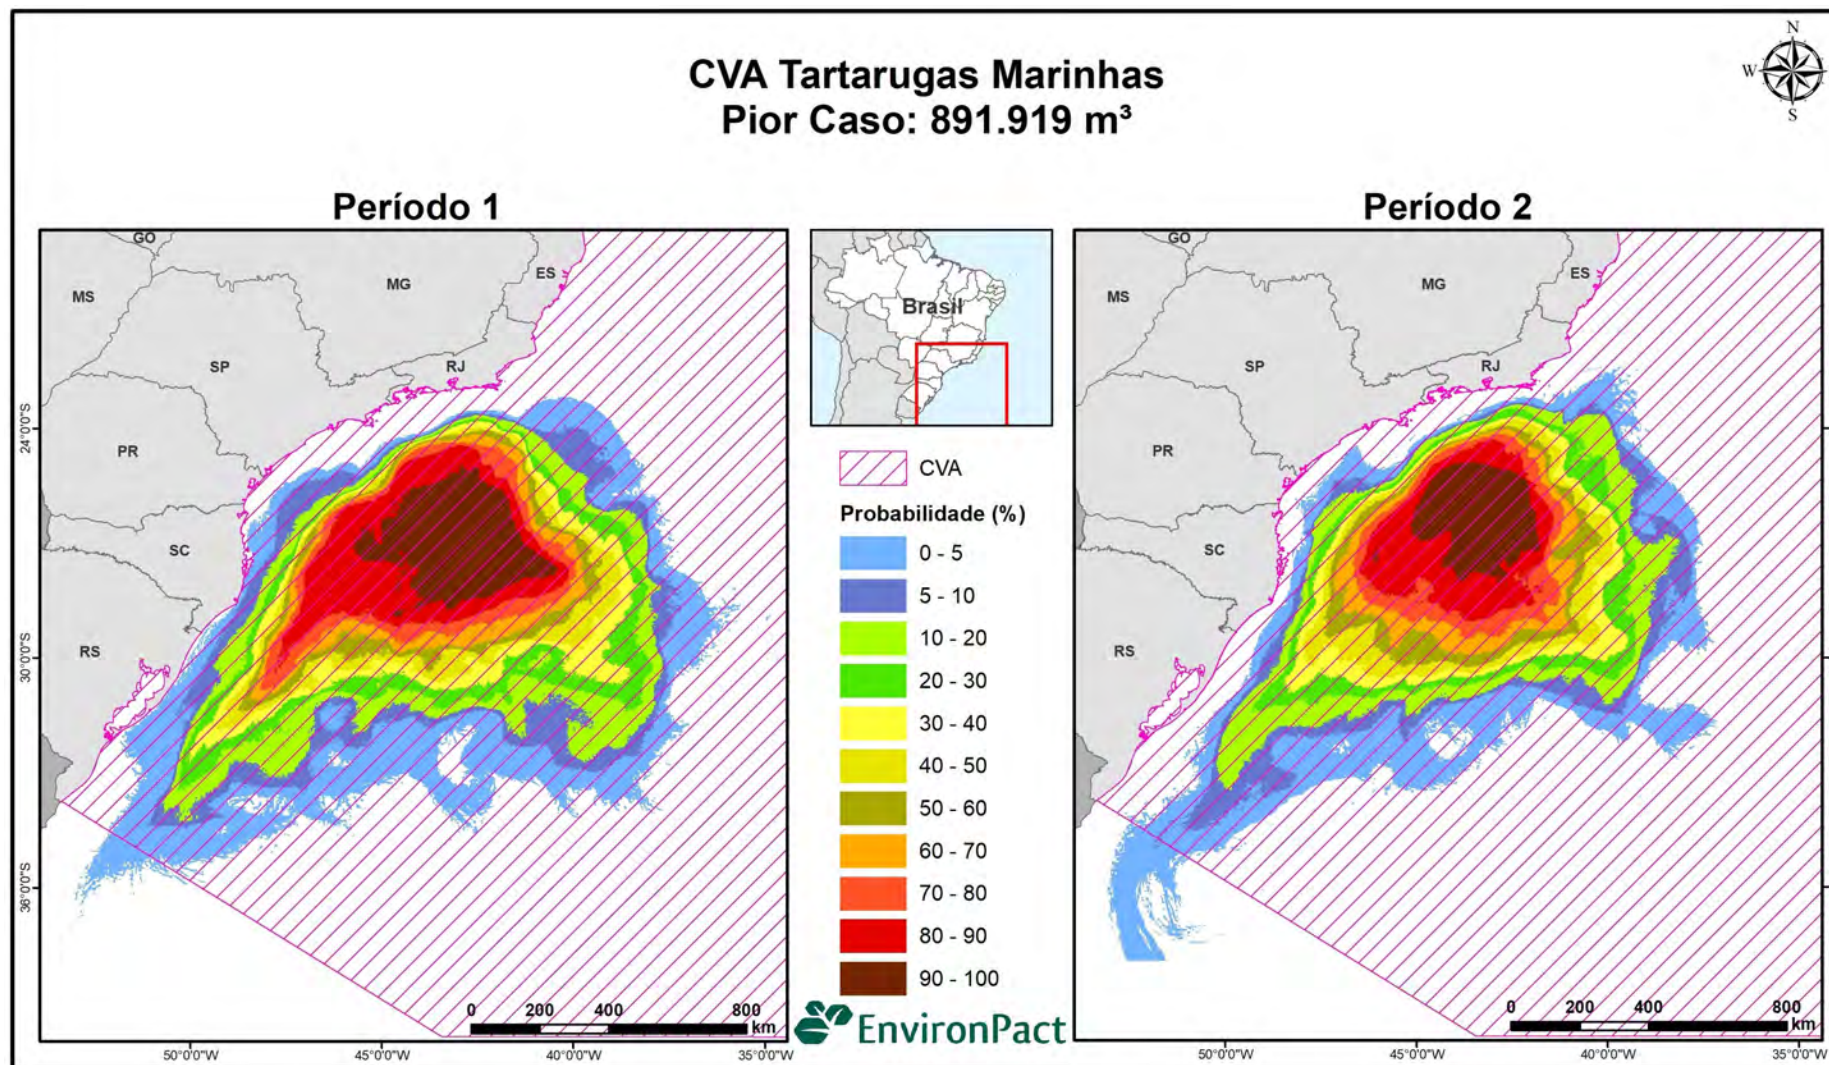 CVA Tartarugas Marinhas
Pior Caso: 891.919 m³
N
W
S
Período 1
GO
MS
MG
ES
SP
RJ
PR
SC
RS
24°0'0"S
30°0'0"S
36°0'0"S
0 200 400 800
km
50°0'0"W 45°0'0"W 40°0'0"W 35°0'0"W
Brasil
CVA
Probabilidade (%)
0 - 5
5 - 10
10 - 20
20 - 30
30 - 40
40 - 50
50 - 60
60 - 70
70 - 80
80 - 90
90 - 100
EnvironPact
Período 2
GO
MS
MG
ES
SP
RJ
PR
SC
RS
0 200 400 800
km
50°0'0"W 45°0'0"W 40°0'0"W 35°0'0"W